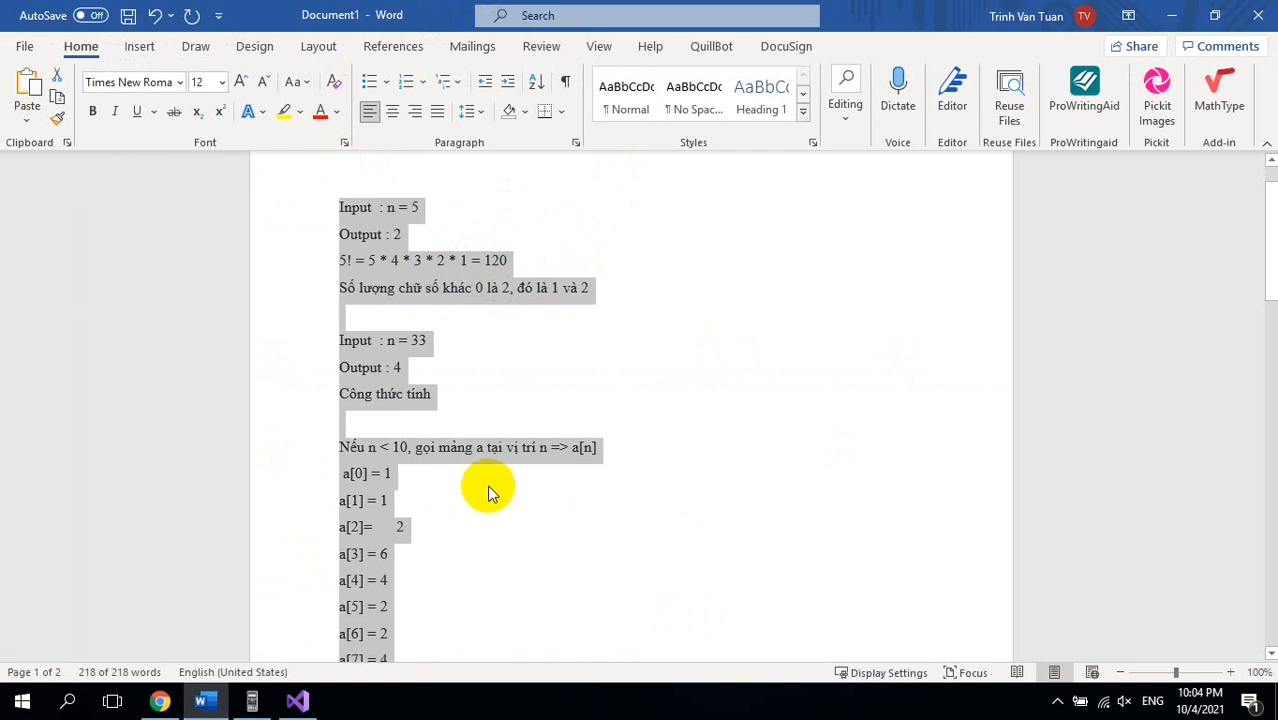 AutoSave Off Document1 - Word Search Trinh Van Tuan TV
File Home Insert Draw Design Layout References Mailings Review View Help QuillBot DocuSign Share Comments
Times New Roma 12 Aa
Paste
B I U ab x₂ x² A A
AaBbCcDc AaBbCcDc AaBbCc
¶ Normal ¶ No Spac... Heading 1
Editing Dictate Editor Reuse Files ProWritingAid Pickit Images MathType
Clipboard Font Paragraph Styles Voice Editor Reuse Files ProWritingaid Pickit Add-in
Input : n = 5
Output : 2
5! = 5 * 4 * 3 * 2 * 1 = 120
Số lượng chữ số khác 0 là 2, đó là 1 và 2
Input : n = 33
Output : 4
Công thức tính
Nếu n < 10, gọi mảng a tại vị trí n => a[n]
a[0] = 1
a[1] = 1
a[2]= 2
a[3] = 6
a[4] = 4
a[5] = 2
a[6] = 2
a[7] = 4
Page 1 of 2 218 of 218 words English (United States) Display Settings Focus 100%
ENG 10:04 PM
10/4/2021